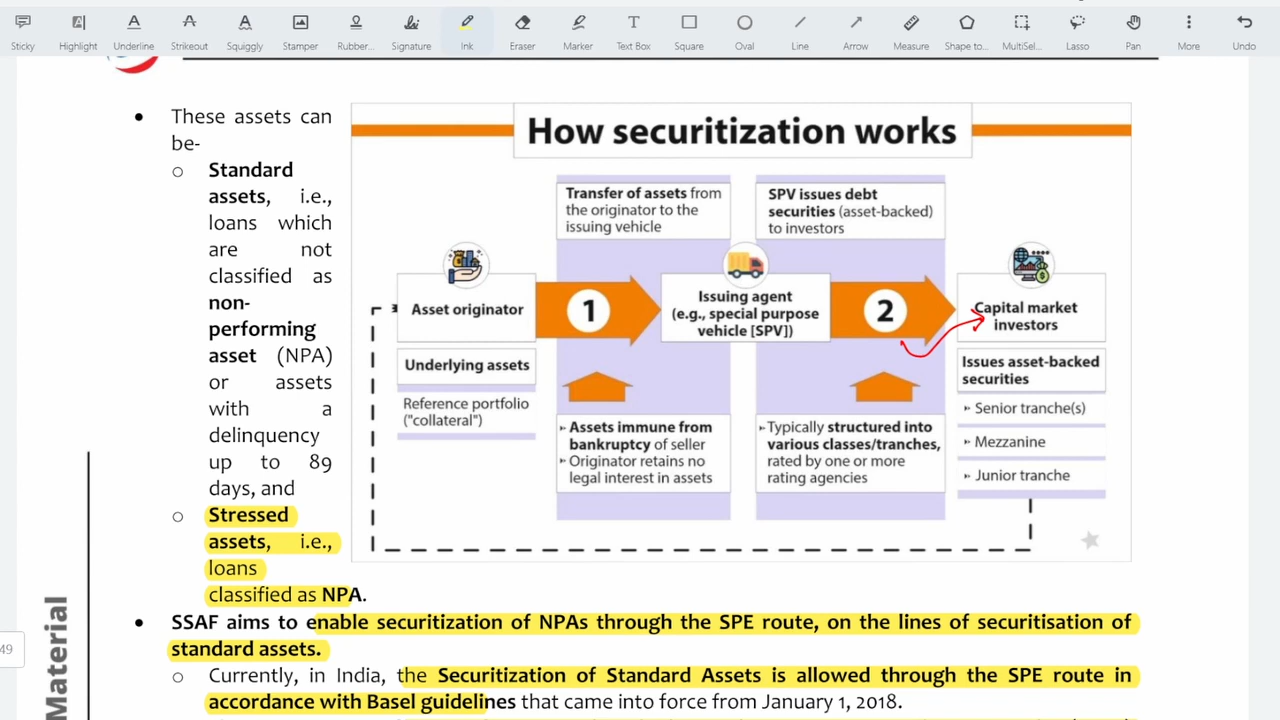 Sticky Highlight Underline Strikeout Squiggly Stamper Rubber... Signature Ink Eraser Marker Text Box Square Oval Line Arrow Measure Shape to... MultiSel... Lasso Pan More Undo
• These assets can
be-
o Standard
assets, i.e.,
loans which
are not
classified as
non-
performing
asset (NPA)
or assets
with a
delinquency
up to 89
days, and
o Stressed
assets, i.e.,
loans
classified as NPA.
How securitization works
Transfer of assets from
the originator to the
issuing vehicle
SPV issues debt
securities (asset-backed)
to investors
Asset originator
1
Issuing agent
(e.g., special purpose
vehicle [SPV])
2
Capital market
investors
Underlying assets
Reference portfolio
("collateral")
Assets immune from
bankruptcy of seller
Originator retains no
legal interest in assets
Typically structured into
various classes/tranches,
rated by one or more
rating agencies
Issues asset-backed
securities
Senior tranche(s)
Mezzanine
Junior tranche
• SSAF aims to enable securitization of NPAs through the SPE route, on the lines of securitisation of
standard assets.
o Currently, in India, the Securitization of Standard Assets is allowed through the SPE route in
accordance with Basel guidelines that came into force from January 1, 2018.
49
Material